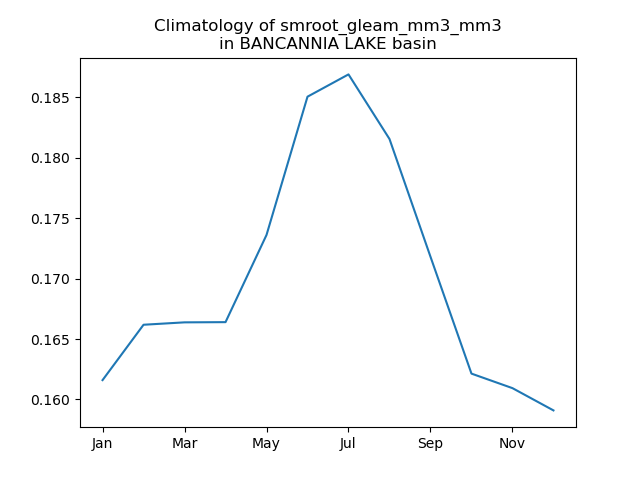 Climatology of smroot_gleam_mm3_mm3
in BANCANNIA LAKE basin
0.185
0.180
0.175
0.170
0.165
0.160
Jan
Mar
May
Jul
Sep
Nov